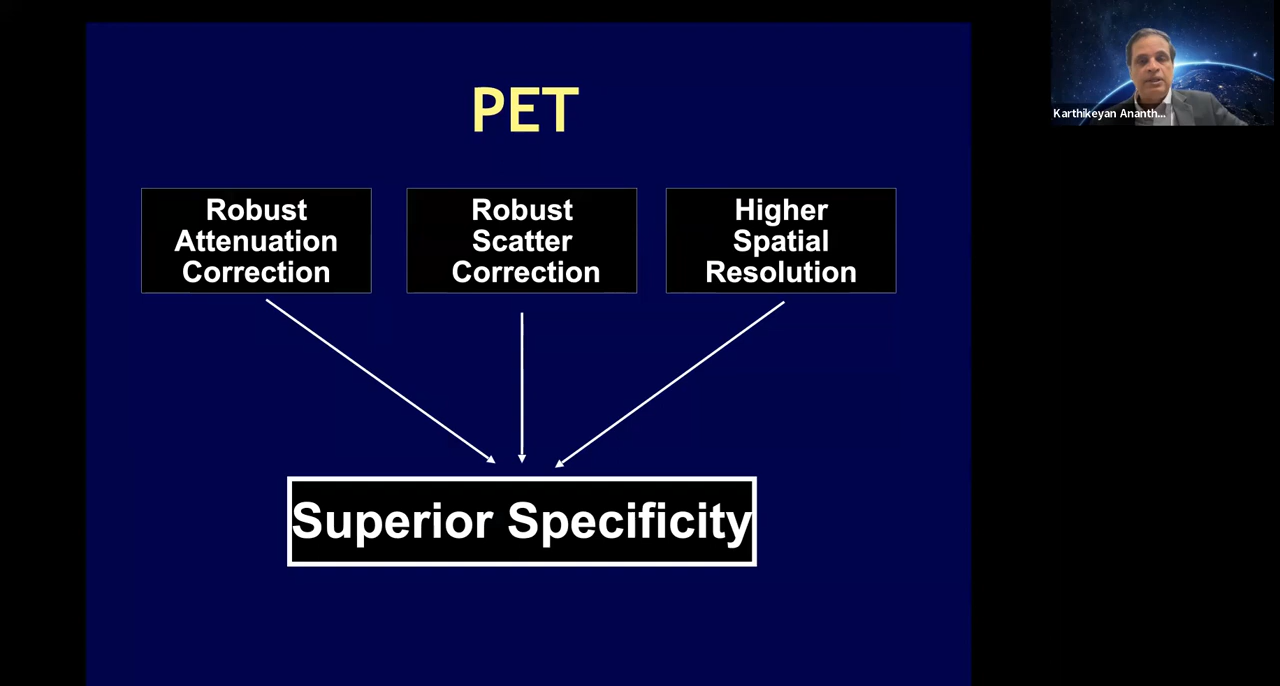 PET
Robust
Attenuation
Correction
Robust
Scatter
Correction
Higher
Spatial
Resolution
Superior Specificity
Karthikeyan Ananth...